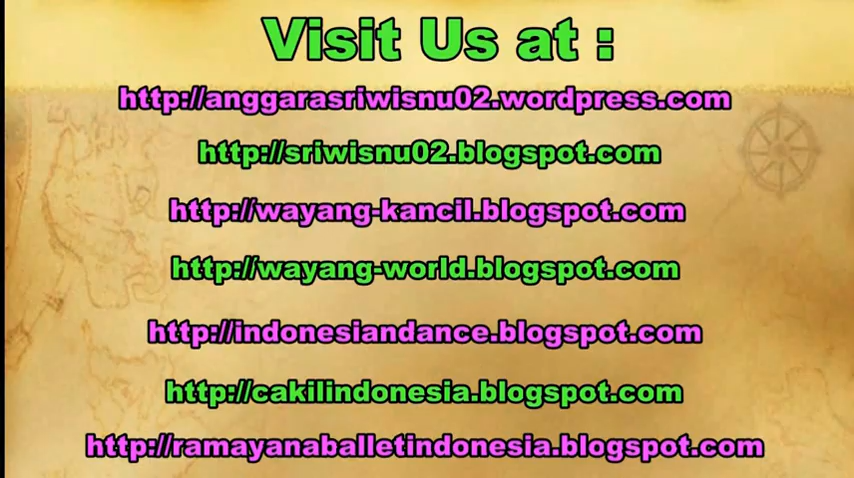 Visit Us at :
http://anggarasriwisnu02.wordpress.com
http://sriwisnu02.blogspot.com
http://wayang-kancil.blogspot.com
http://wayang-world.blogspot.com
http://indonesiandance.blogspot.com
http://cakilindonesia.blogspot.com
http://ramayanaballetindonesia.blogspot.com